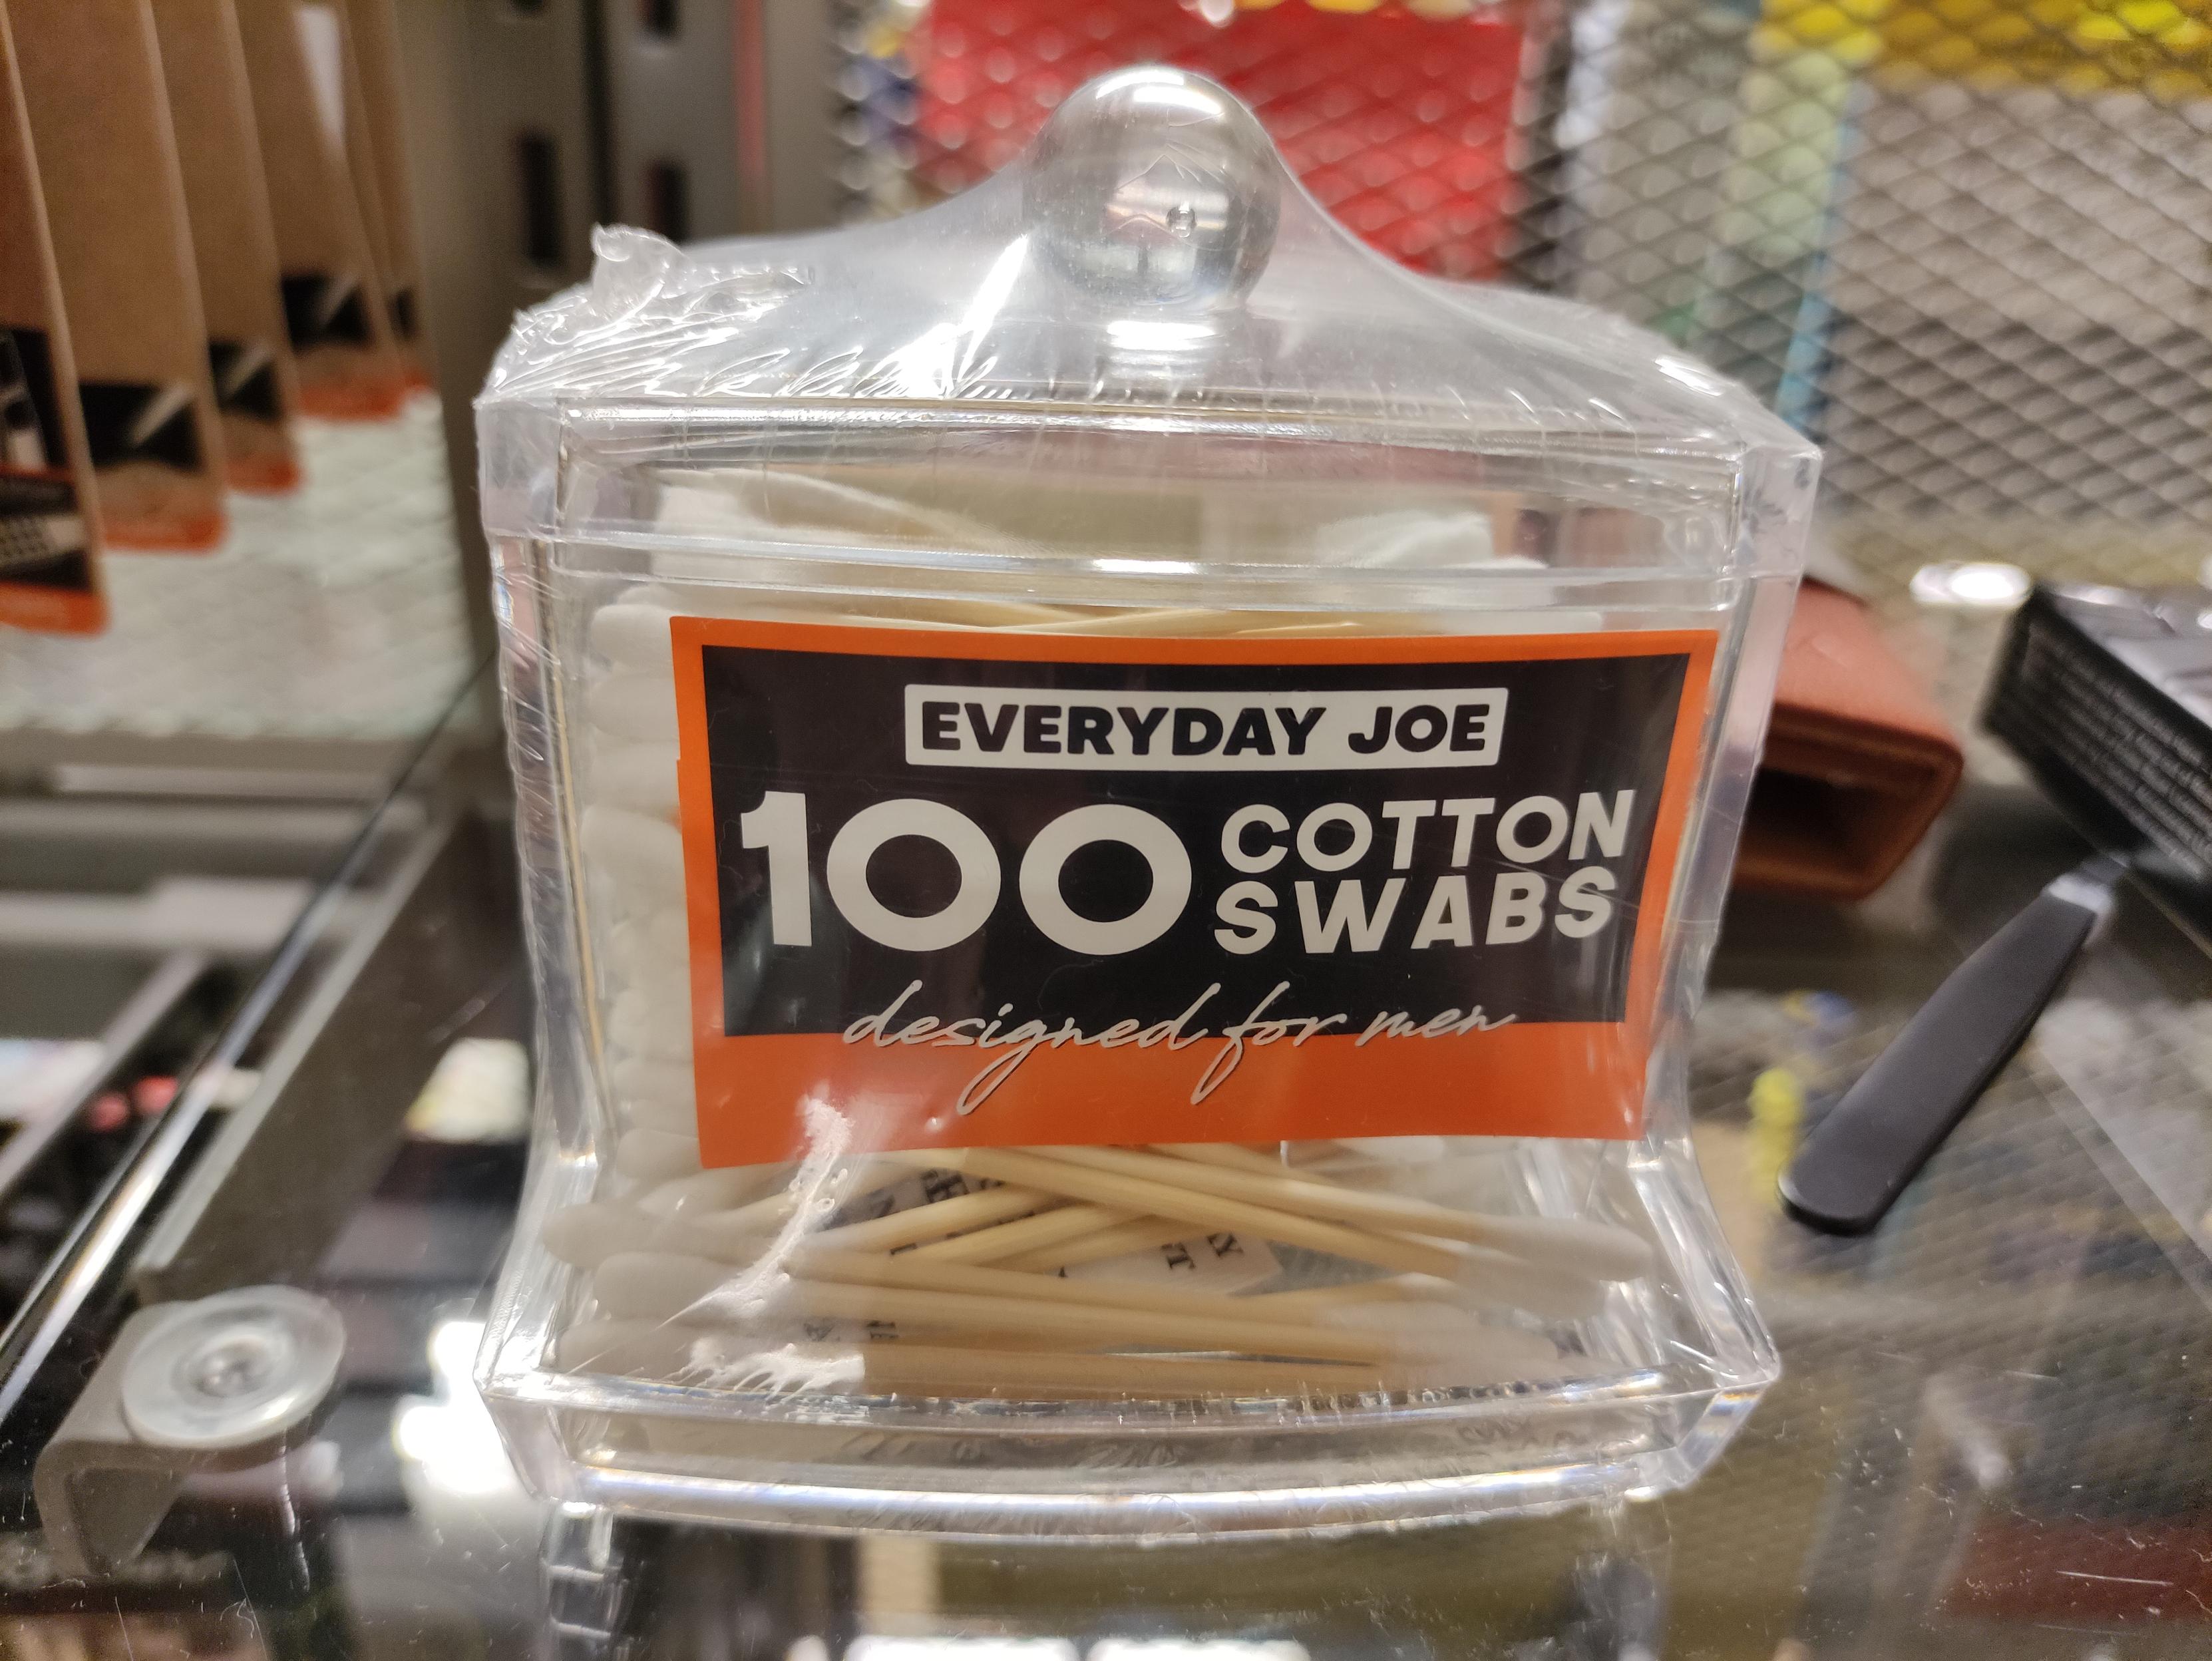 EVERYDAY JOE
100 COTTON
SWABS
designed for men